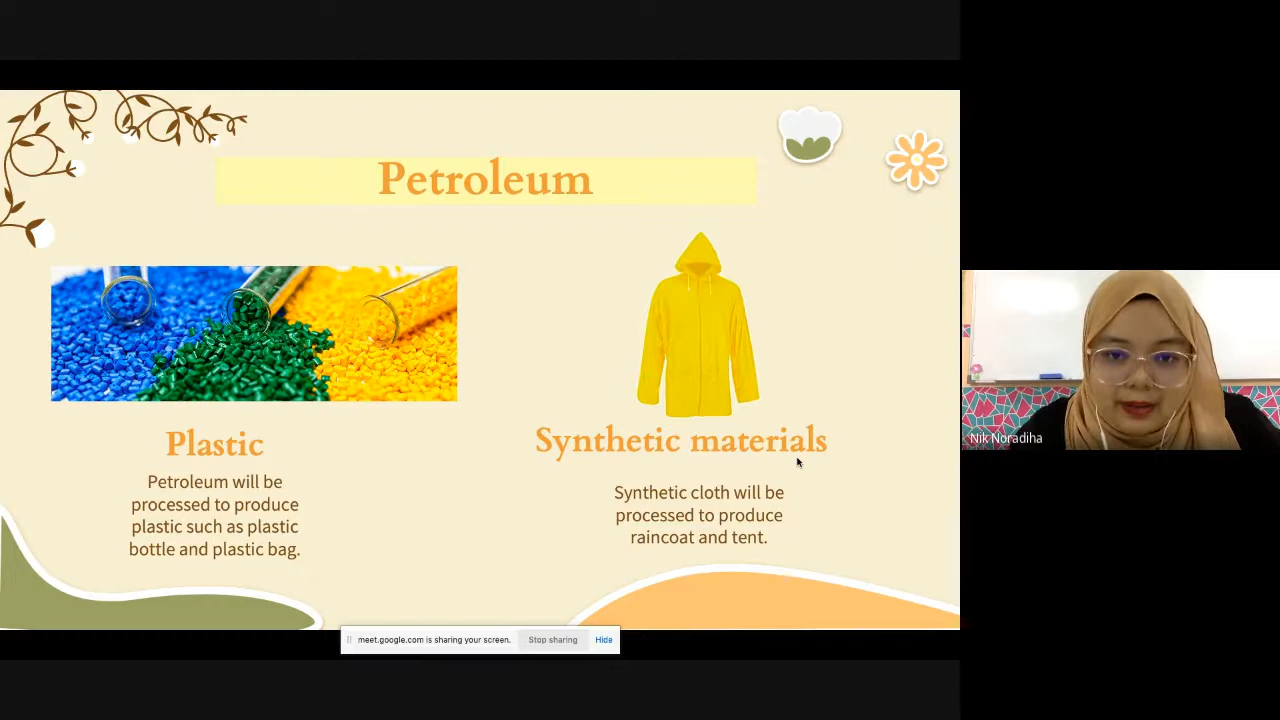 Petroleum
Plastic
Petroleum will be
processed to produce
plastic such as plastic
bottle and plastic bag.
Synthetic materials
Synthetic cloth will be
processed to produce
raincoat and tent.
Nik Noradiha
meet.google.com is sharing your screen.
Stop sharing
Hide